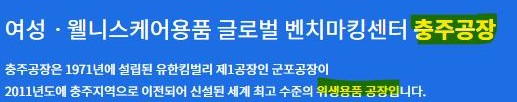 여성 · 웰니스케어용품 글로벌 벤치마킹센터 충주공장
충주공장은 1971년에 설립된 유한킴벌리 제1공장인 군포공장이
2011년도에 충주지역으로 이전되어 신설된 세계 최고 수준의 위생용품 공장입니다.